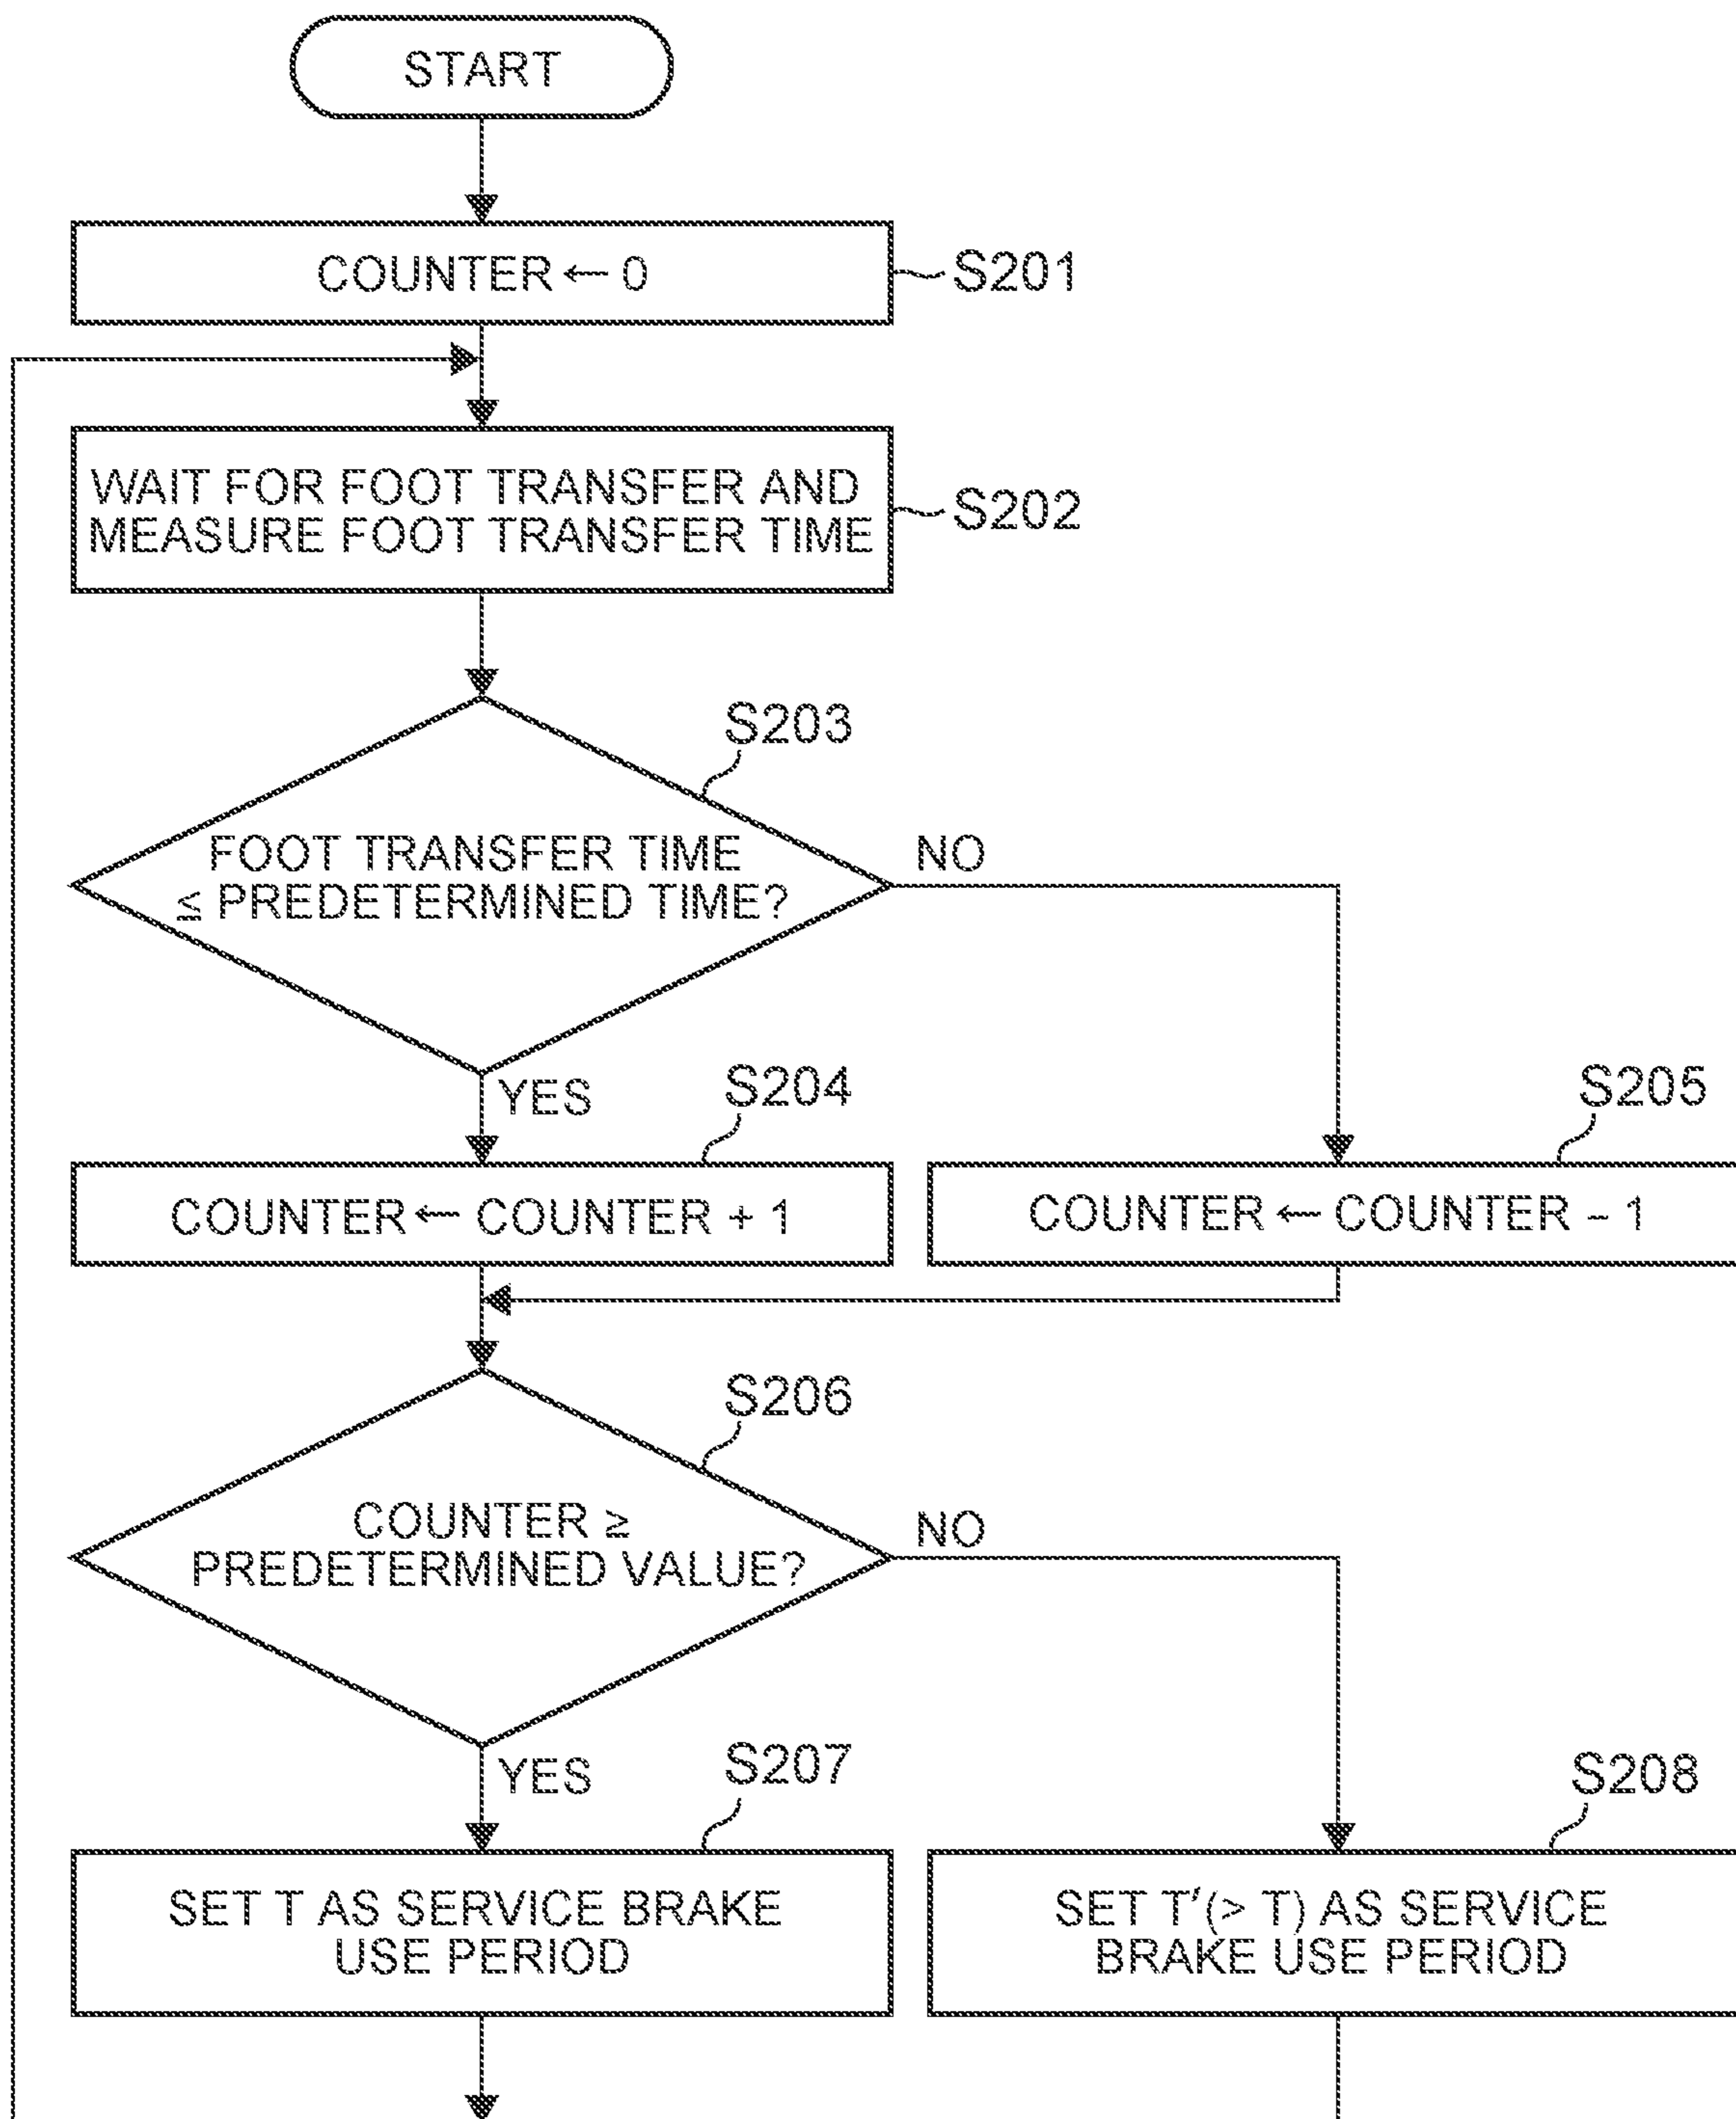 START
COUNTER ← 0
S201
WAIT FOR FOOT TRANSFER AND
MEASURE FOOT TRANSFER TIME
S202
S203
FOOT TRANSFER TIME
≤ PREDETERMINED TIME?
NO
YES
S204
S205
COUNTER ← COUNTER + 1
COUNTER ← COUNTER – 1
S206
COUNTER ≥
PREDETERMINED VALUE?
NO
YES
S207
S208
SET T AS SERVICE BRAKE
USE PERIOD
SET T′(> T) AS SERVICE
BRAKE USE PERIOD